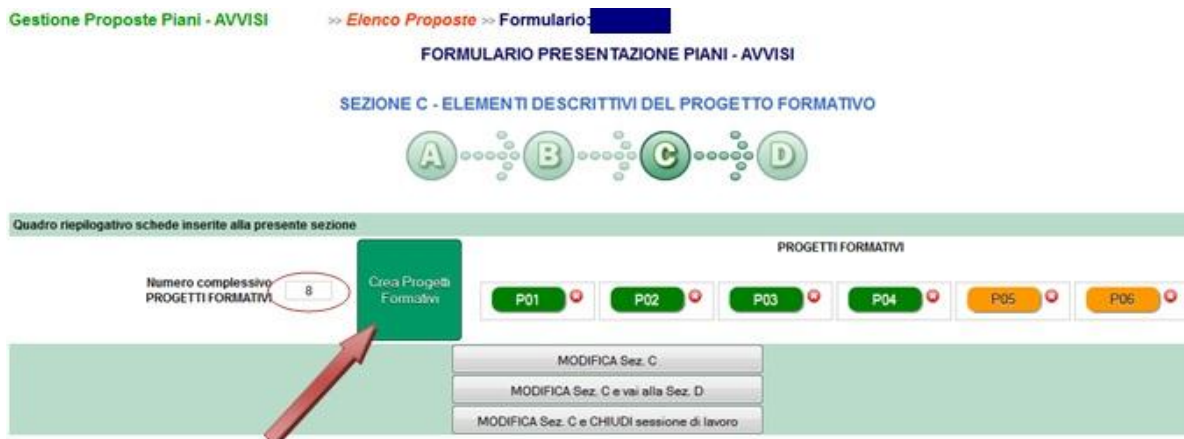 Gestione Proposte Piani - AVVISI >> Elenco Proposte >> Formulario:
FORMULARIO PRESENTAZIONE PIANI - AVVISI
SEZIONE C - ELEMENTI DESCRITTIVI DEL PROGETTO FORMATIVO
A B C D
Quadro riepilogativo schede inserite alla presente sezione
PROGETTI FORMATIVI
Numero complessivo
PROGETTI FORMATIVI
8
Crea Progetti
Formativi
P01 P02 P03 P04 P05 P06
MODIFICA Sez. C
MODIFICA Sez. C e vai alla Sez. D
MODIFICA Sez. C e CHIUDI sessione di lavoro